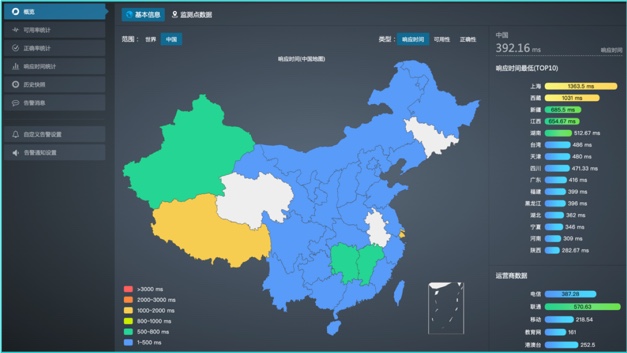 概览
可用率统计
正确率统计
响应时间统计
历史快照
告警消息
自定义告警设置
告警通知设置
基本信息
监测点数据
范围： 世界 中国
类型： 响应时间 可用性 正确性
响应时间(中国地图)
>3000 ms
2000-3000 ms
1000-2000 ms
800-1000 ms
500-800 ms
1-500 ms
中国
392.16 ms
响应时间
响应时间最低(TOP10)
上海 1363.5 ms
西藏 1031 ms
新疆 685.5 ms
江西 654.67 ms
湖南 512.67 ms
台湾 486 ms
天津 480 ms
四川 471.33 ms
广东 416 ms
福建 399 ms
黑龙江 396 ms
湖北 362 ms
宁夏 346 ms
河南 309 ms
陕西 282.67 ms
运营商数据
电信 387.28
联通 570.63
移动 218.54
教育网 161
港澳台 252.5